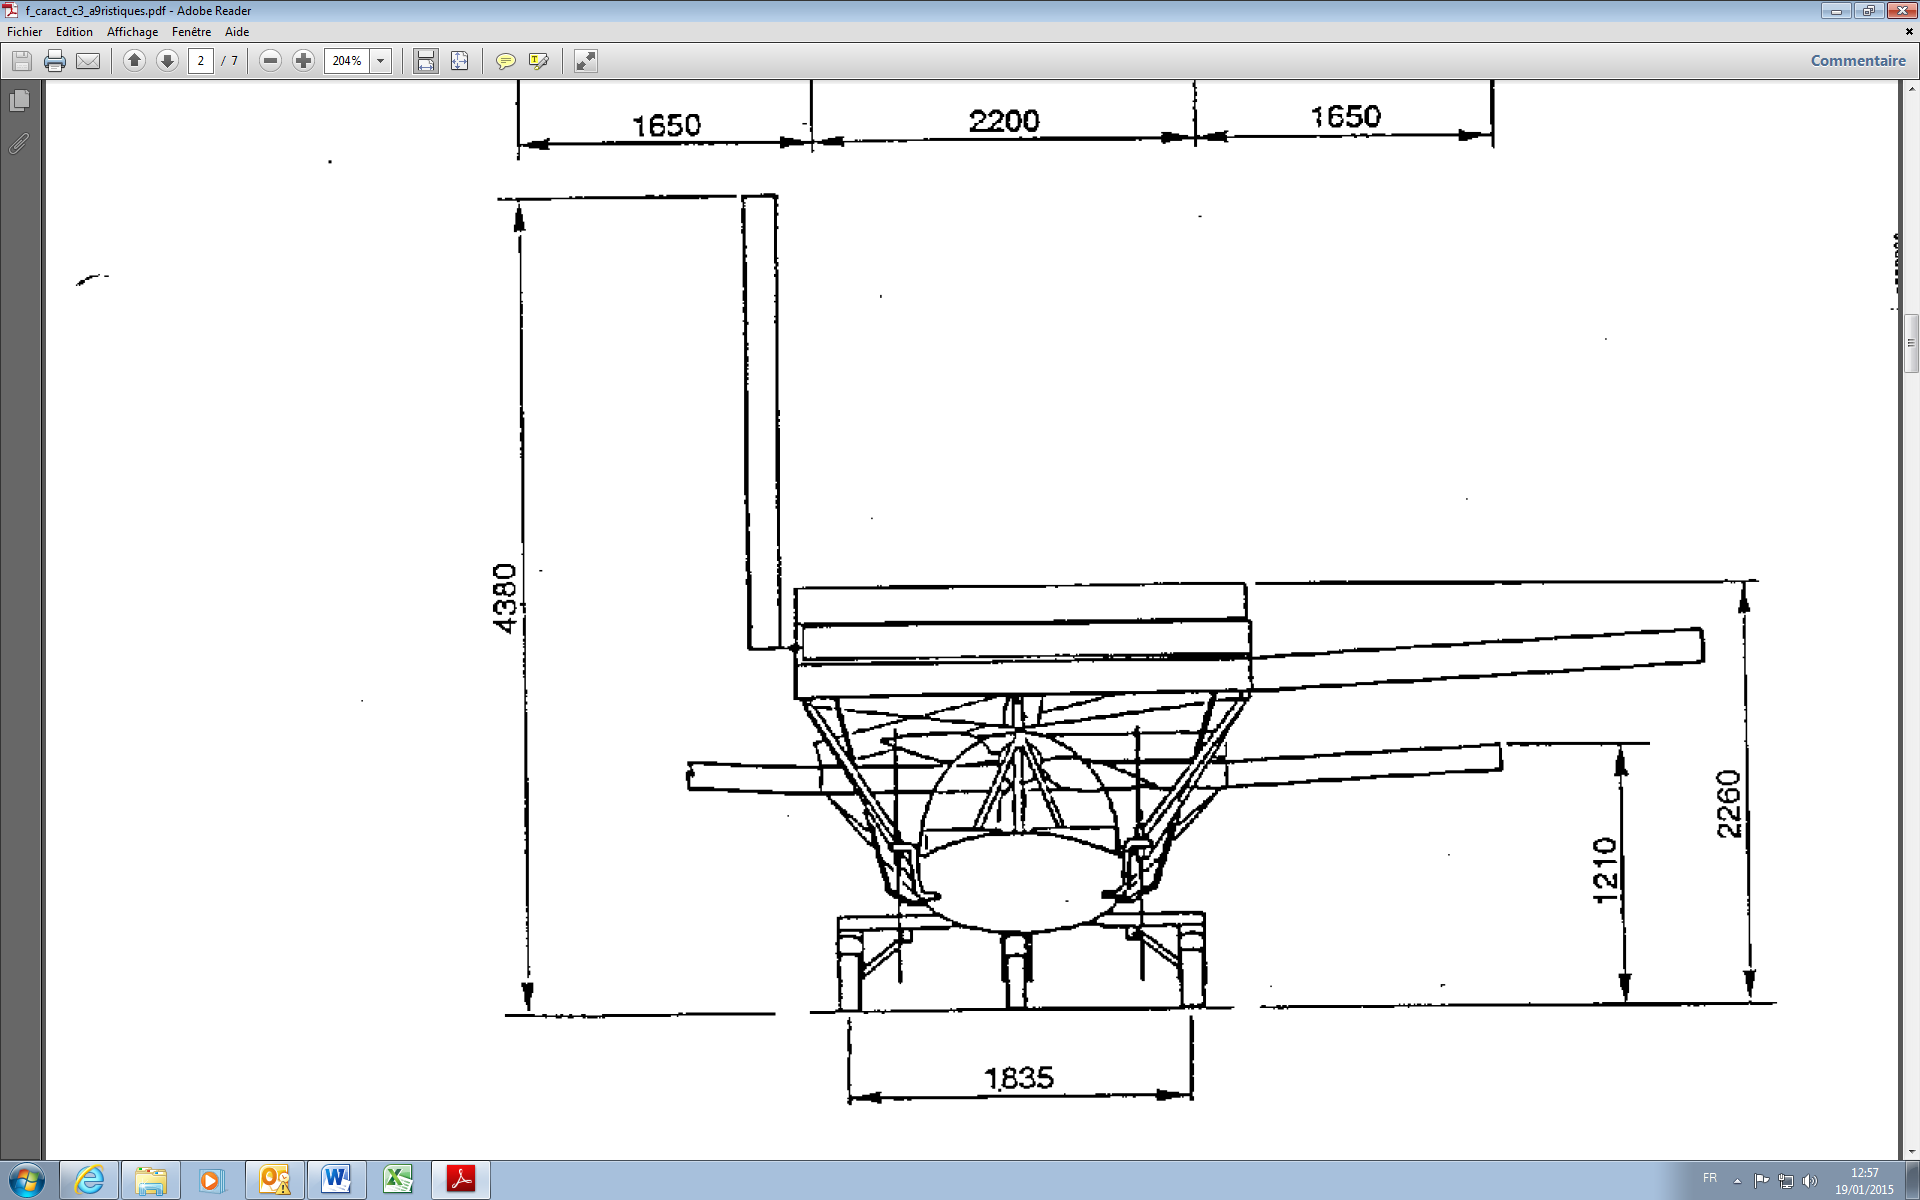 f_caract_c3_a9ristiques.pdf - Adobe Reader
Fichier Edition Affichage Fenêtre Aide
2 / 7 204% Commentaire
1650 2200 1650
4380
2260
1210
1835
FR 12:57
19/01/2015